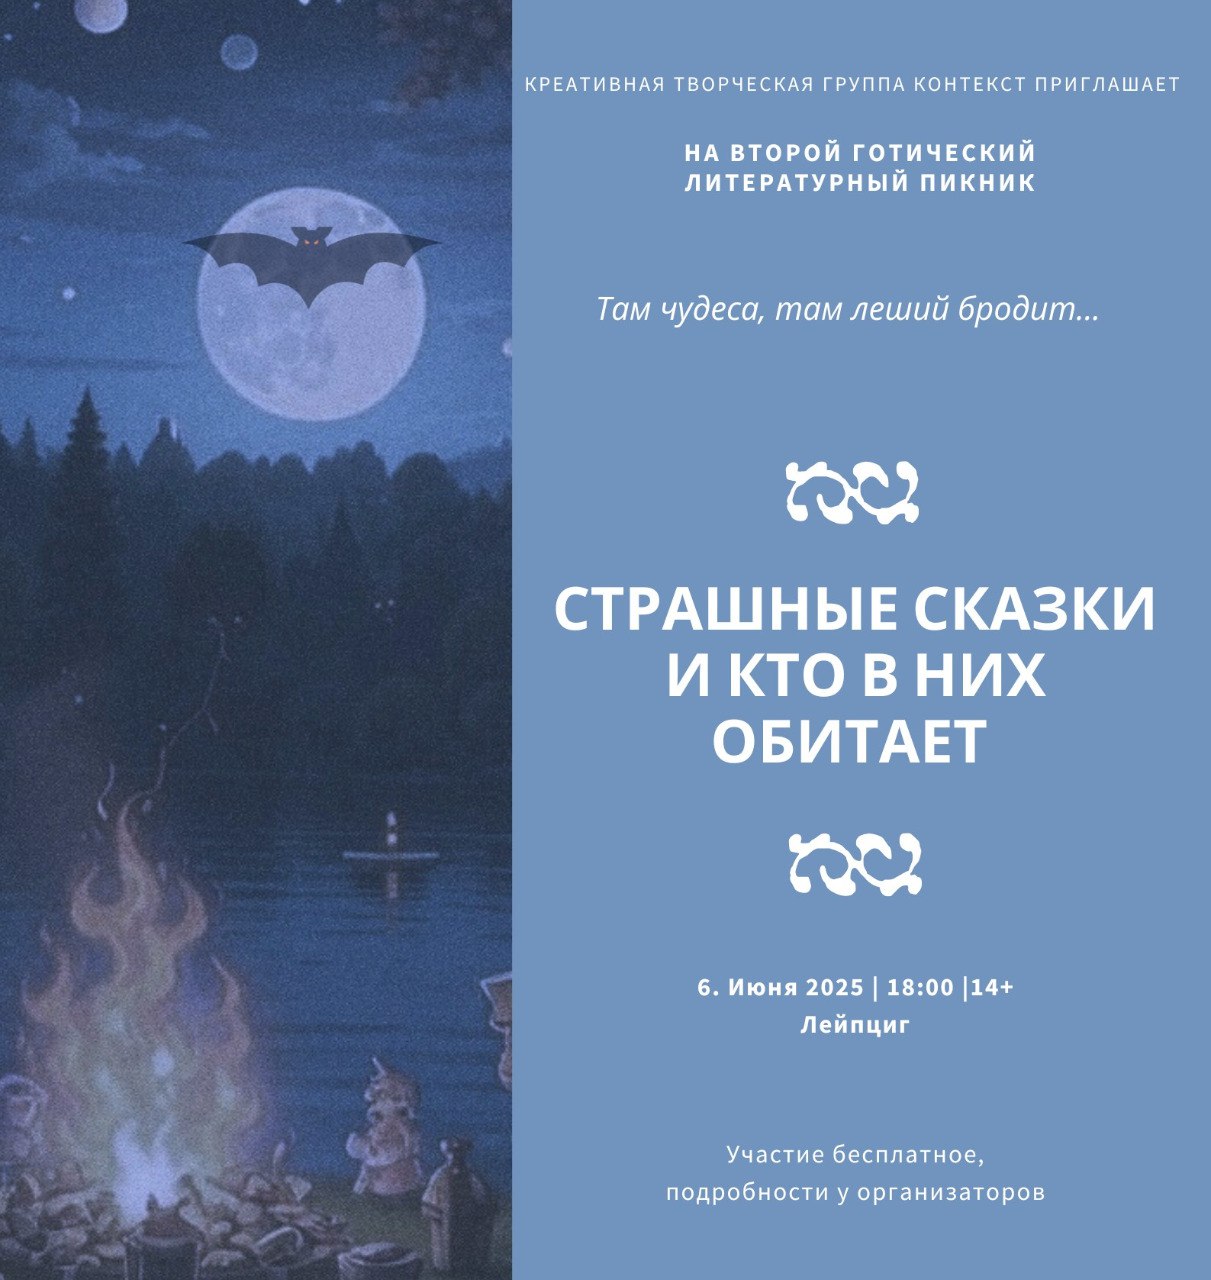 КРЕАТИВНАЯ ТВОРЧЕСКАЯ ГРУППА КОНТЕКСТ ПРИГЛАШАЕТ
НА ВТОРОЙ ГОТИЧЕСКИЙ
ЛИТЕРАТУРНЫЙ ПИКНИК
Там чудеса, там леший бродит...
СТРАШНЫЕ СКАЗКИ
И КТО В НИХ
ОБИТАЕТ
6. Июня 2025 | 18:00 |14+
Лейпциг
Участие бесплатное,
подробности у организаторов